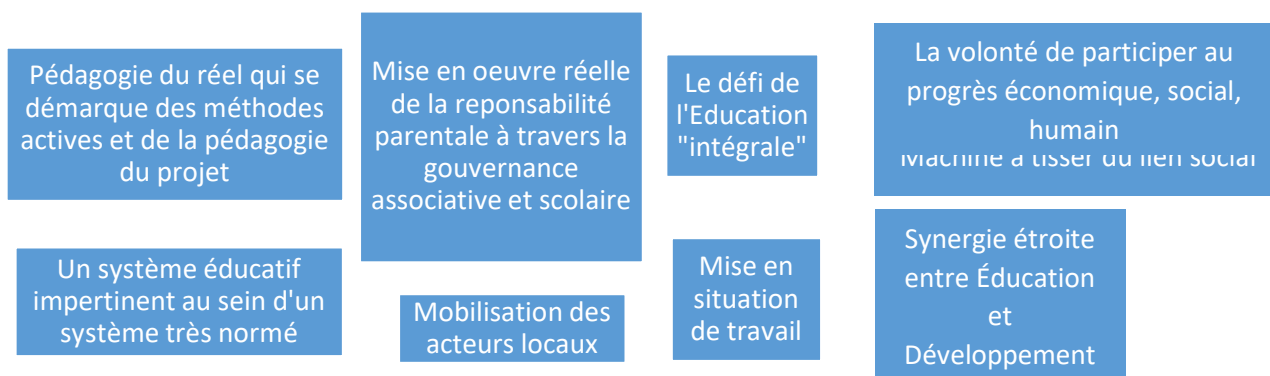 Pédagogie du réel qui se
démarque des méthodes
actives et de la pédagogie
du projet
Mise en oeuvre réelle
de la reponsabilité
parentale à travers la
gouvernance
associative et scolaire
Le défi de
l'Education
"intégrale"
La volonté de participer au
progrès économique, social,
humain
Machine à tisser du lien social
Un système éducatif
impertinent au sein d'un
système très normé
Mobilisation des
acteurs locaux
Mise en
situation
de travail
Synergie étroite
entre Éducation
et
Développement